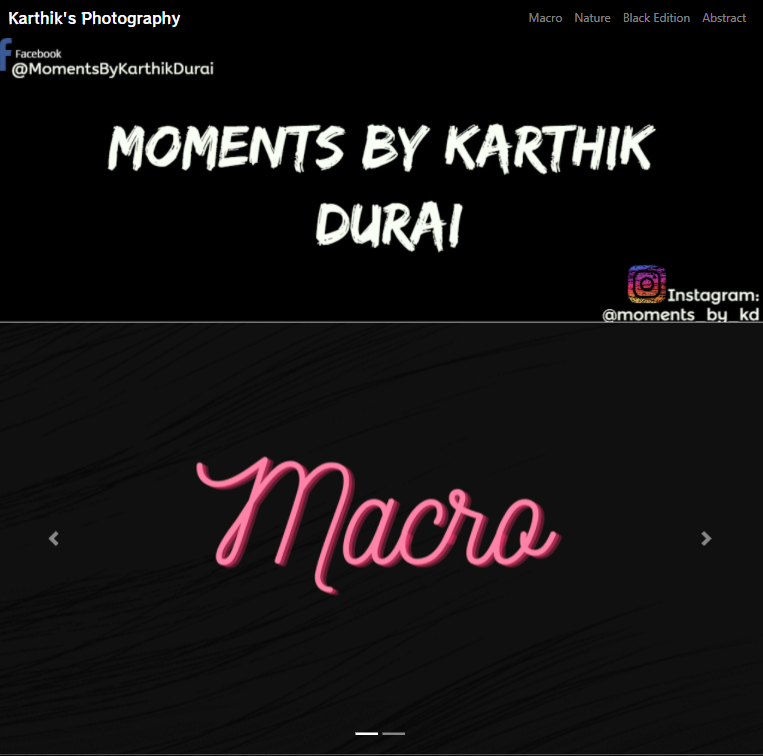 Karthik's Photography
Macro Nature Black Edition Abstract
Facebook
@MomentsByKarthikDurai
MOMENTS BY KARTHIK
DURAI
Instagram:
@moments_by_kd
Macro